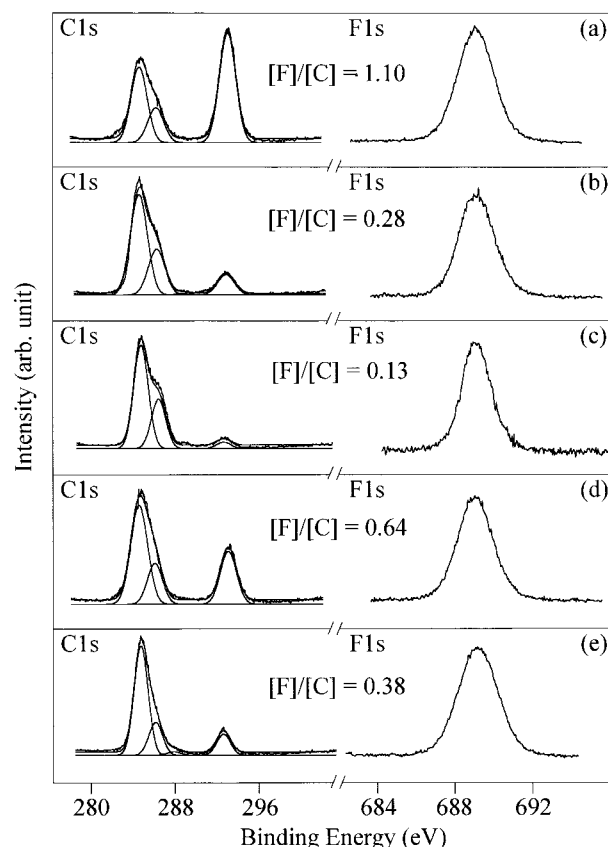 C1s F1s (a)
[F]/[C] = 1.10
C1s F1s (b)
[F]/[C] = 0.28
C1s F1s (c)
[F]/[C] = 0.13
C1s F1s (d)
[F]/[C] = 0.64
C1s F1s (e)
[F]/[C] = 0.38
Intensity (arb. unit)
280 288 296 684 688 692
Binding Energy (eV)